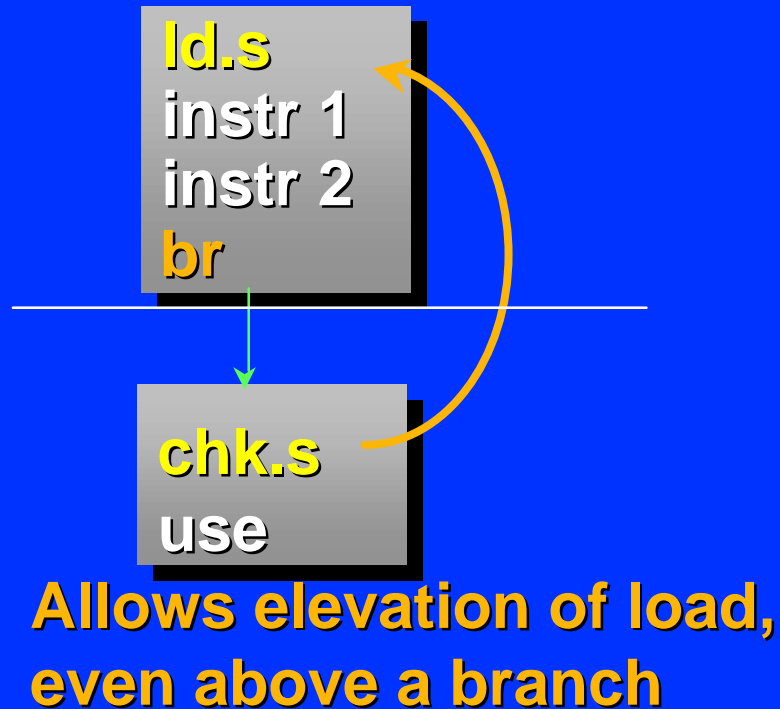 ld.s
instr 1
instr 2
br
chk.s
use
Allows elevation of load,
even above a branch